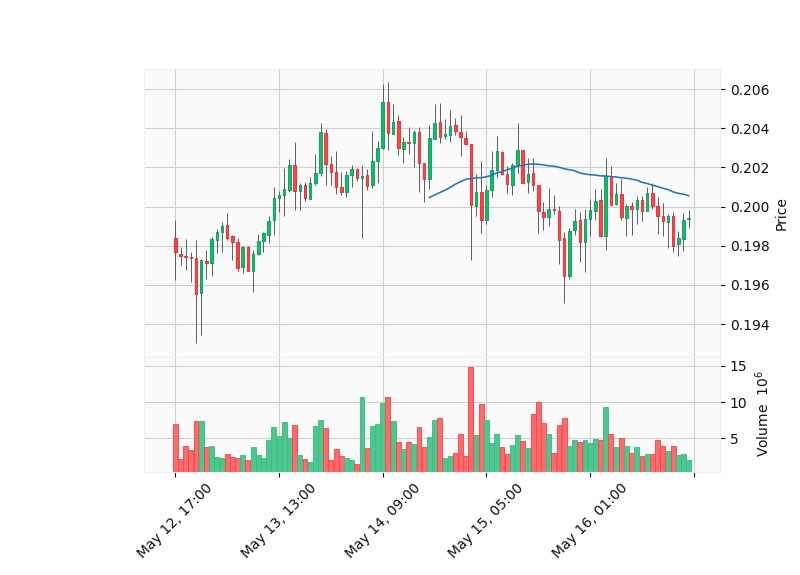 0.206
0.204
0.202
0.200
0.198
0.196
0.194
Price
15
10
5
Volume 10^6
May 12, 17:00
May 13, 13:00
May 14, 09:00
May 15, 05:00
May 16, 01:00